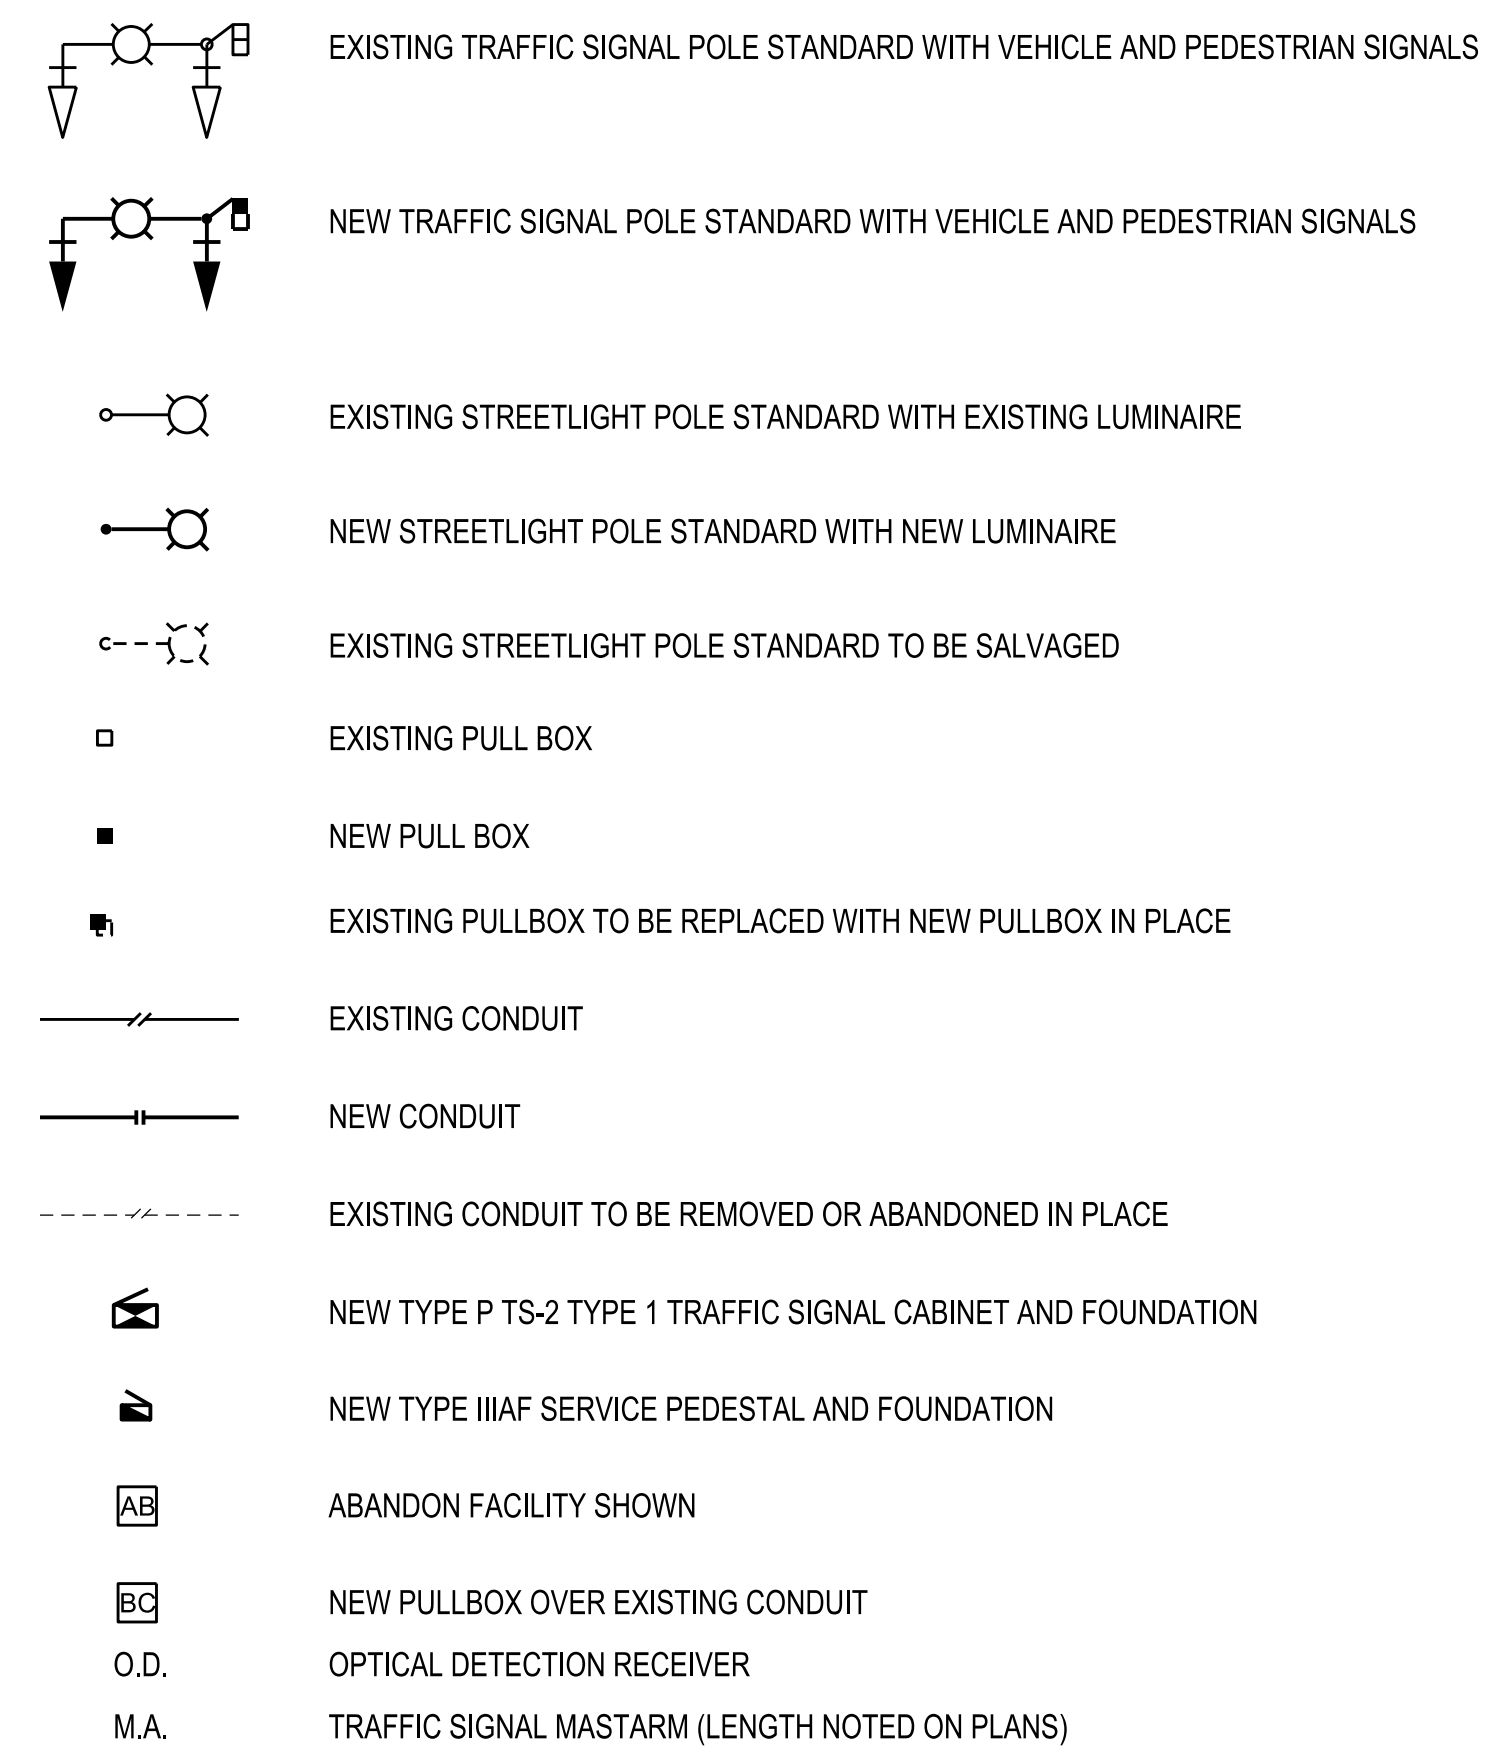 EXISTING TRAFFIC SIGNAL POLE STANDARD WITH VEHICLE AND PEDESTRIAN SIGNALS
NEW TRAFFIC SIGNAL POLE STANDARD WITH VEHICLE AND PEDESTRIAN SIGNALS
EXISTING STREETLIGHT POLE STANDARD WITH EXISTING LUMINAIRE
NEW STREETLIGHT POLE STANDARD WITH NEW LUMINAIRE
EXISTING STREETLIGHT POLE STANDARD TO BE SALVAGED
EXISTING PULL BOX
NEW PULL BOX
EXISTING PULLBOX TO BE REPLACED WITH NEW PULLBOX IN PLACE
EXISTING CONDUIT
NEW CONDUIT
EXISTING CONDUIT TO BE REMOVED OR ABANDONED IN PLACE
NEW TYPE P TS-2 TYPE 1 TRAFFIC SIGNAL CABINET AND FOUNDATION
NEW TYPE IIIAF SERVICE PEDESTAL AND FOUNDATION
AB ABANDON FACILITY SHOWN
BC NEW PULLBOX OVER EXISTING CONDUIT
O.D. OPTICAL DETECTION RECEIVER
M.A. TRAFFIC SIGNAL MASTARM (LENGTH NOTED ON PLANS)